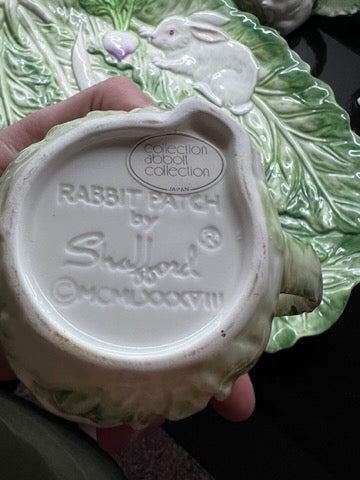 collection
abbott
collection
JAPAN
RABBIT PATCH
by
Shafford®
©MCMLXXXVIII